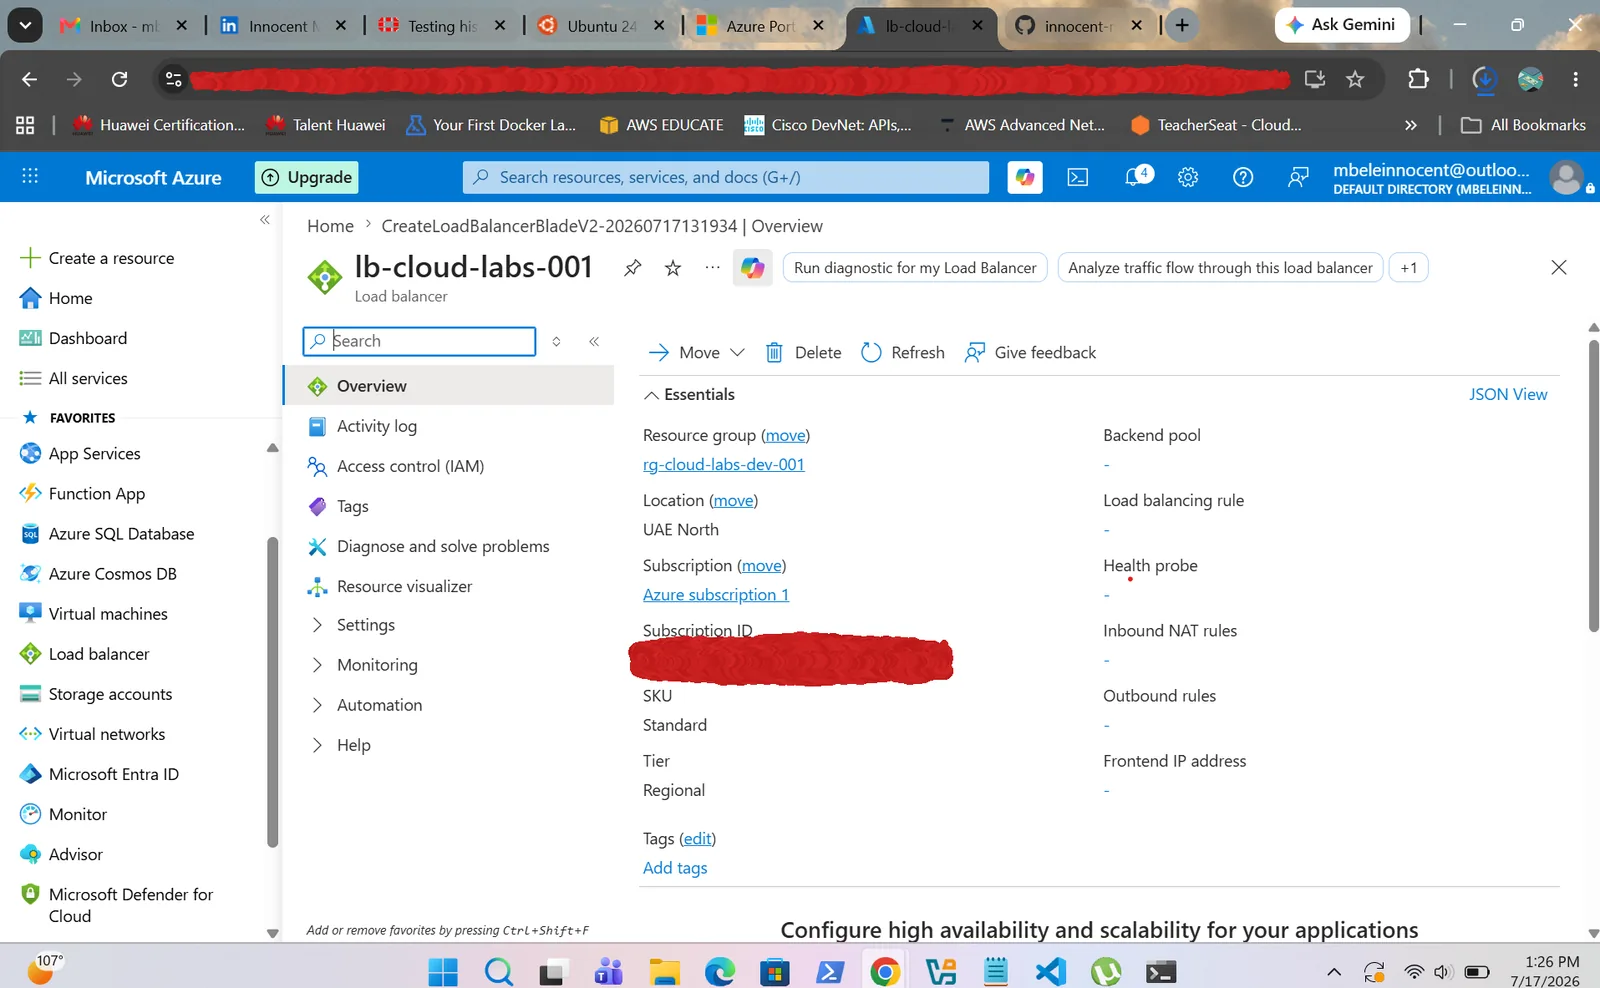 Inbox - mb
Innocent M
Testing his
Ubuntu 24
Azure Port
lb-cloud-l
innocent-r
Ask Gemini
Huawei Certification...
Talent Huawei
Your First Docker La...
AWS EDUCATE
Cisco DevNet: APIs,...
AWS Advanced Net...
TeacherSeat - Cloud...
All Bookmarks
Microsoft Azure
Upgrade
Search resources, services, and docs (G+/)
4
mbeleinnocent@outloo...
DEFAULT DIRECTORY (MBELEINN...
Home > CreateLoadBalancerBladeV2-20260717131934 | Overview
lb-cloud-labs-001
Load balancer
Run diagnostic for my Load Balancer
Analyze traffic flow through this load balancer
+1
Create a resource
Home
Dashboard
All services
FAVORITES
App Services
Function App
Azure SQL Database
Azure Cosmos DB
Virtual machines
Load balancer
Storage accounts
Virtual networks
Microsoft Entra ID
Monitor
Advisor
Microsoft Defender for
Cloud
Search
Overview
Activity log
Access control (IAM)
Tags
Diagnose and solve problems
Resource visualizer
Settings
Monitoring
Automation
Help
Add or remove favorites by pressing Ctrl+Shift+F
Move
Delete
Refresh
Give feedback
Essentials
JSON View
Resource group (move)
rg-cloud-labs-dev-001
Location (move)
UAE North
Subscription (move)
Azure subscription 1
Subscription ID
SKU
Standard
Tier
Regional
Tags (edit)
Add tags
Backend pool
-
Load balancing rule
-
Health probe
-
Inbound NAT rules
-
Outbound rules
-
Frontend IP address
-
Configure high availability and scalability for your applications
107°
1:26 PM
7/17/2026